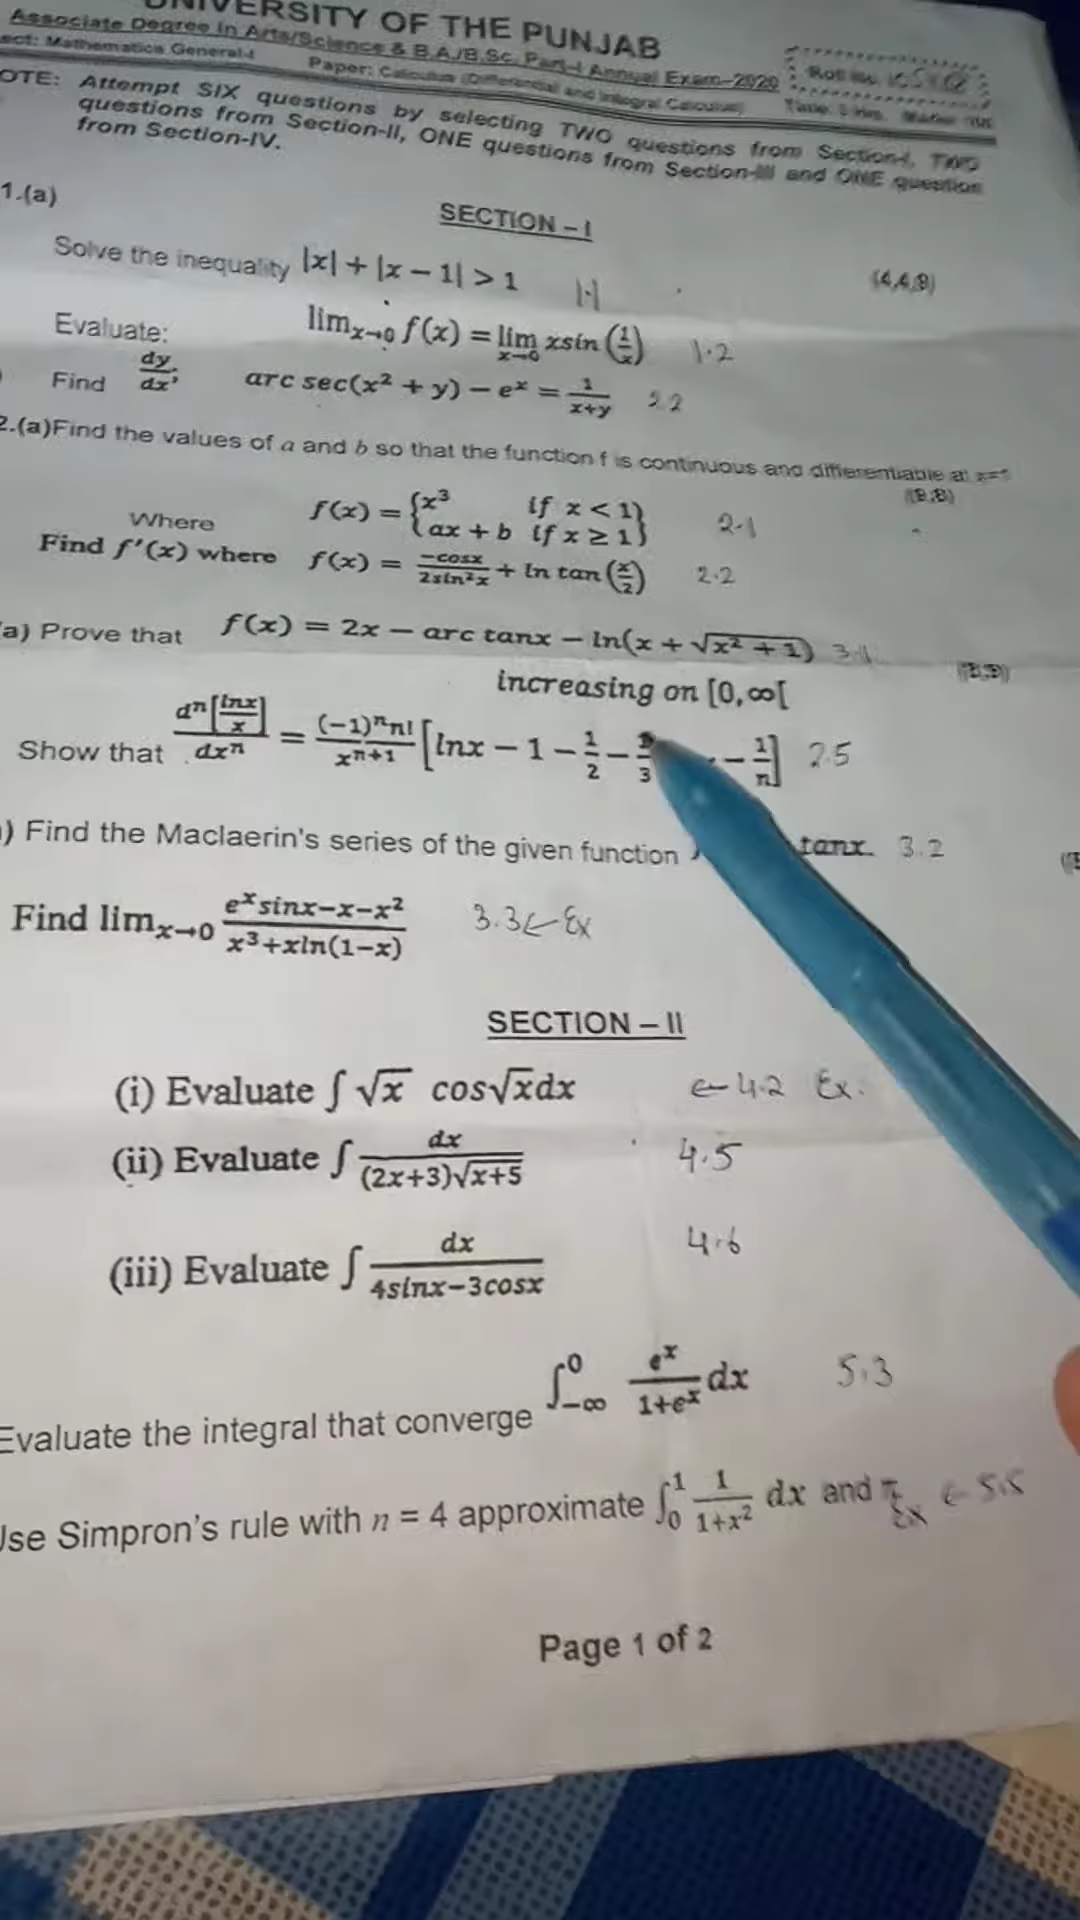 UNIVERSITY OF THE PUNJAB
Associate Degree in Arts/Science & B.A./B.Sc. Part-I Annual Exam-2020
ect: Mathematics General-I
Paper: Calculus (Differential and Integral Calculus)
Roll No.
Time: 3 Hrs. Marks:
OTE: Attempt SIX questions by selecting TWO questions from Section-I, TWO
questions from Section-II, ONE questions from Section-III and ONE question
from Section-IV.
1.(a)
SECTION – I
Solve the inequality |x| + |x − 1| > 1 1.1 (4,4,9)
Evaluate: lim_{x→0} f(x) = lim_{x→0} xsin (1/x) 1.2
Find dy/dx, arc sec(x² + y) − e^x = 1/(x+y) 2.2
2.(a)Find the values of a and b so that the function f is continuous and differentiable at x=1
Where f(x) = {x³ if x < 1 2.1
ax + b if x ≥ 1}
Find f′(x) where f(x) = −cosx/2sin²x + ln tan (x/2) 2.2
a) Prove that f(x) = 2x − arc tanx − ln(x + √(x² + 1)) 3.1
increasing on [0,∞[
Show that d^n[lnx/x]/dx^n = (−1)^n n!/x^(n+1) [lnx − 1 − 1/2 − /3 − 1/n] 2.5
) Find the Maclaerin's series of the given function tanx 3.2
Find lim_{x→0} (e^x sinx−x−x²)/(x³+xln(1−x)) 3.3← Ex
SECTION – II
(i) Evaluate ∫ √x cos√x dx ← 4.2 Ex.
(ii) Evaluate ∫ dx/((2x+3)√(x+5)) 4.5
(iii) Evaluate ∫ dx/(4sinx−3cosx) 4.6
Evaluate the integral that converge ∫_{−∞}^0 e^x/(1+e^x) dx 5.3
Use Simpron's rule with n = 4 approximate ∫_0^1 1/(1+x²) dx and π Ex ← 5.5
Page 1 of 2